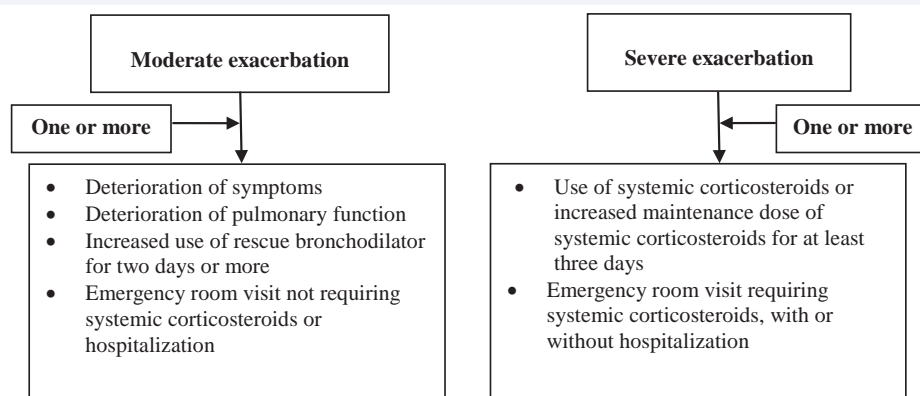 Moderate exacerbation
One or more
• Deterioration of symptoms
• Deterioration of pulmonary function
• Increased use of rescue bronchodilator
for two days or more
• Emergency room visit not requiring
systemic corticosteroids or
hospitalization
Severe exacerbation
One or more
• Use of systemic corticosteroids or
increased maintenance dose of
systemic corticosteroids for at least
three days
• Emergency room visit requiring
systemic corticosteroids, with or
without hospitalization